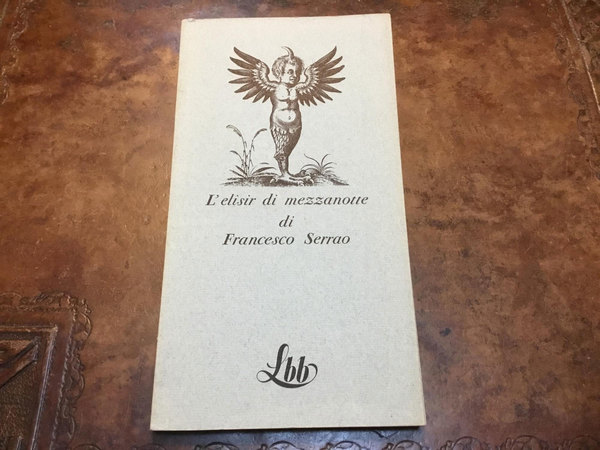 L'elisir di mezzanotte
di
Francesco Serrao
Lbb